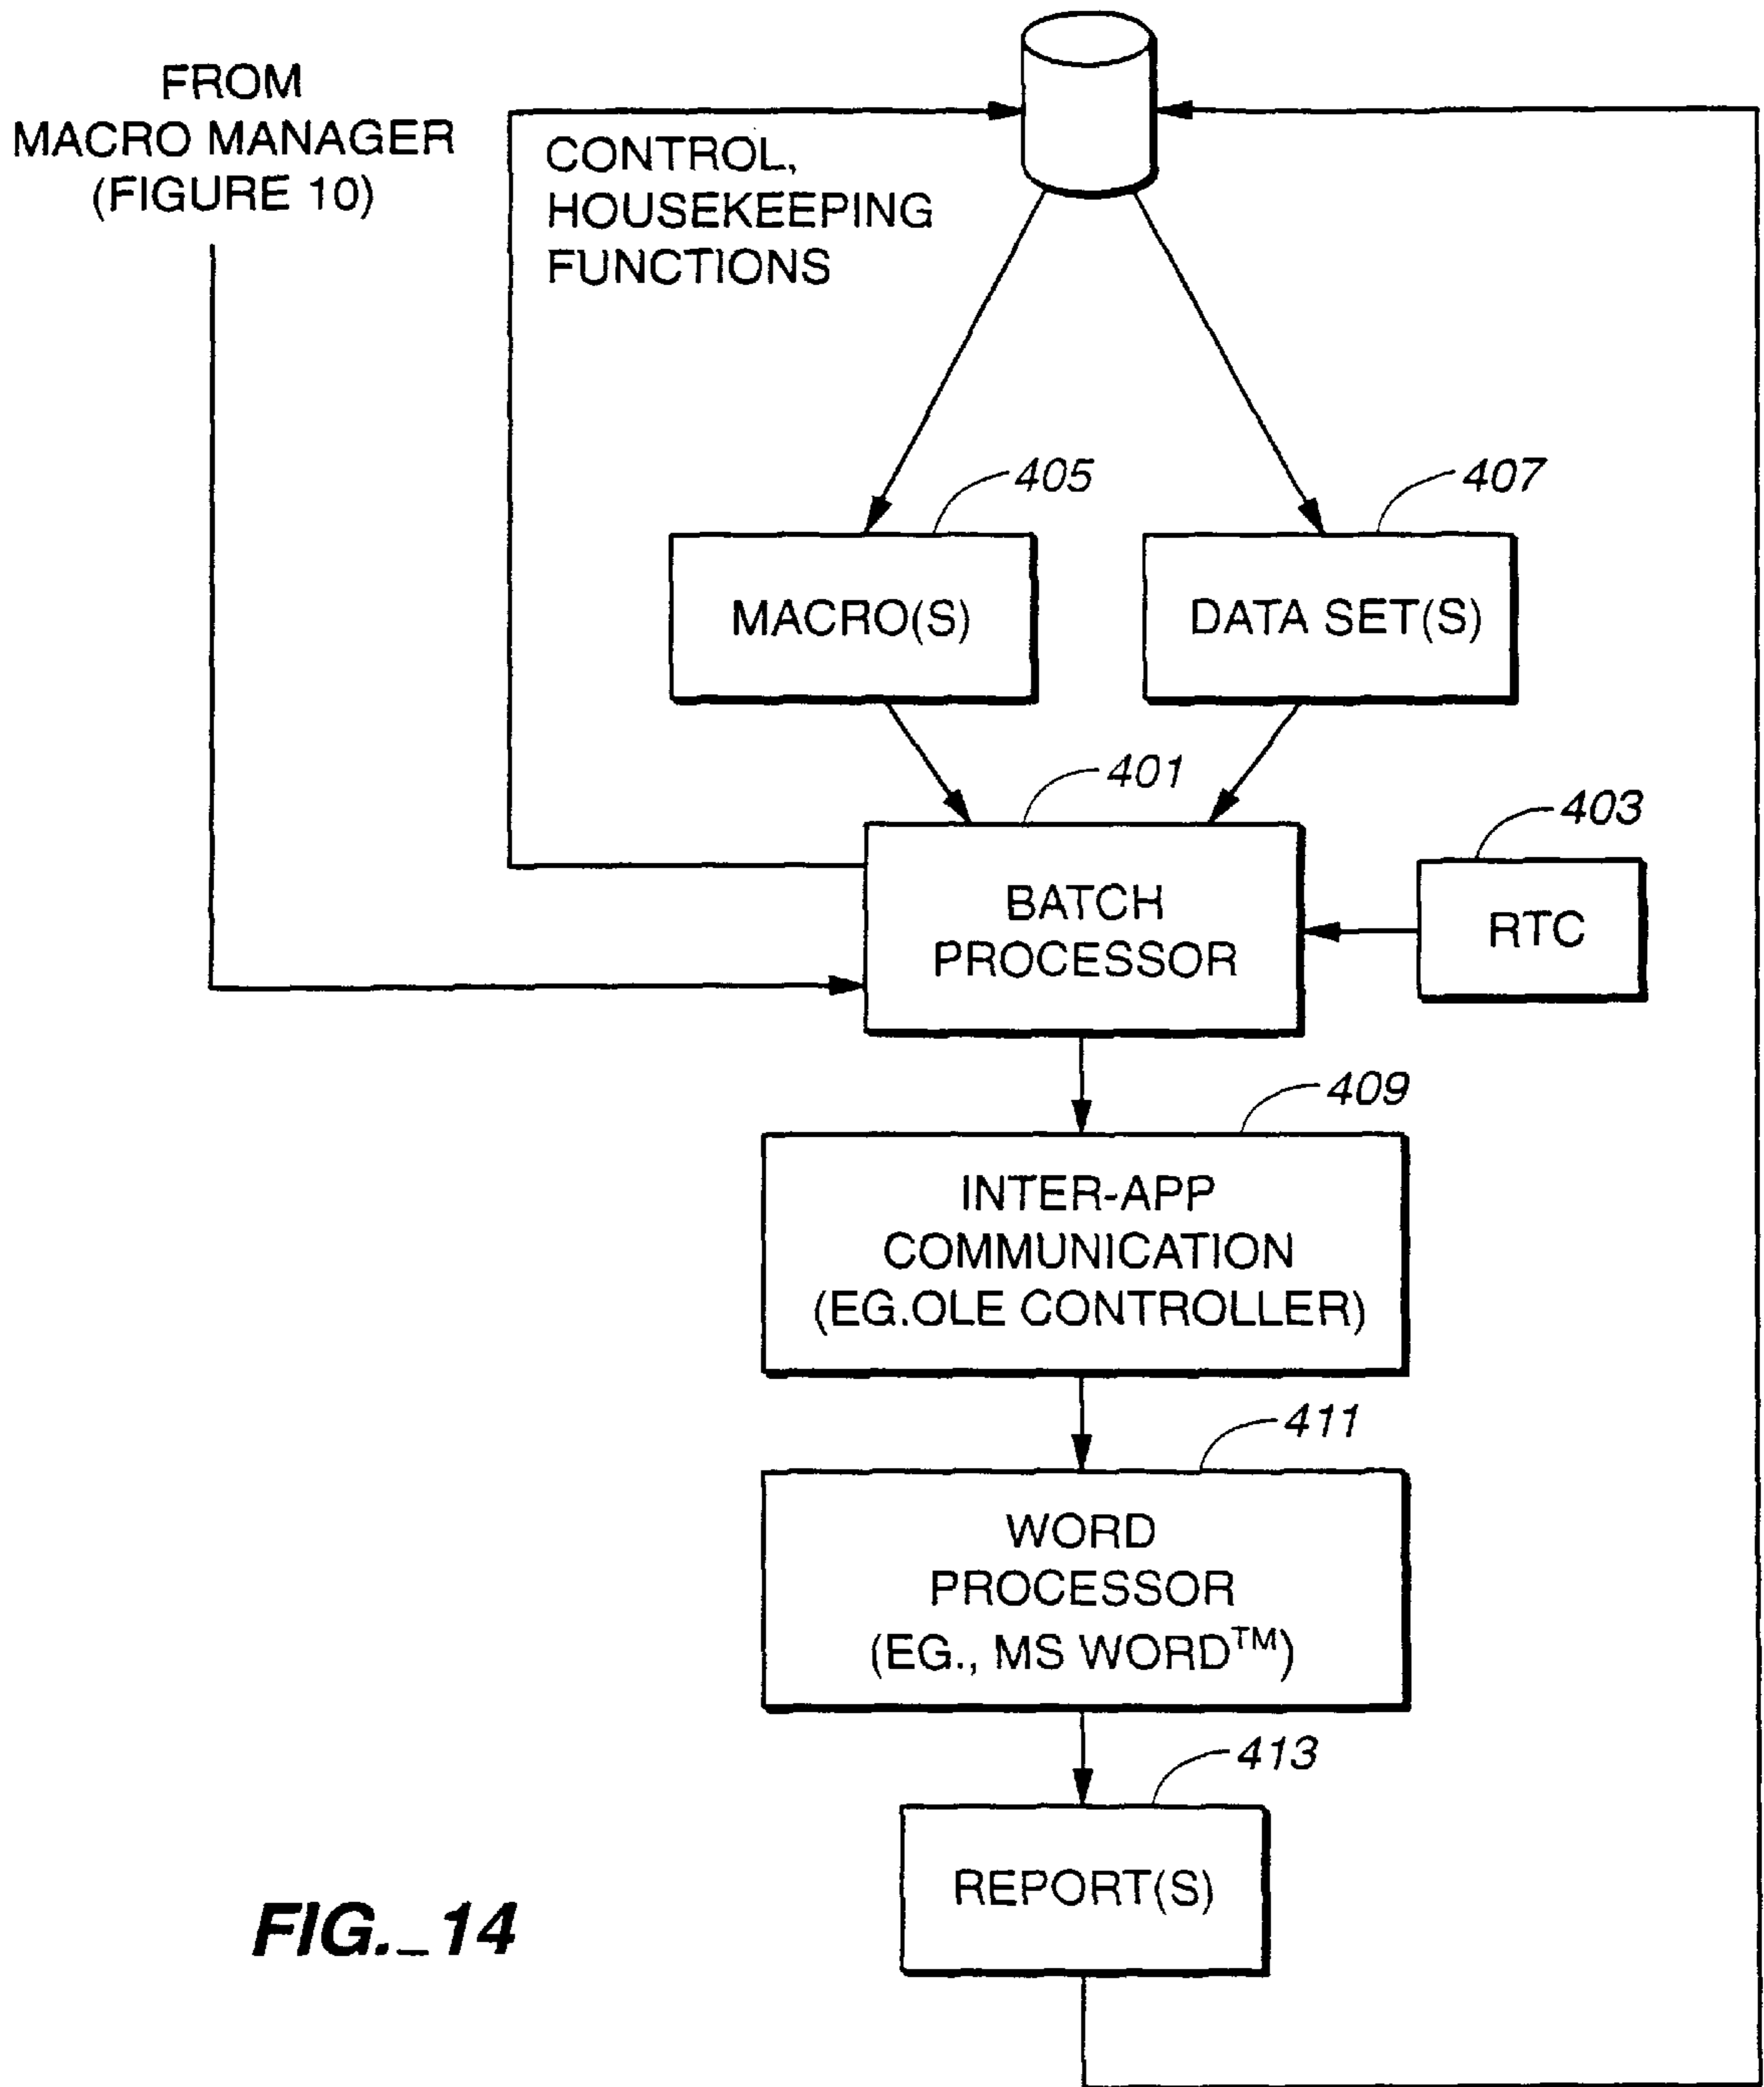 FROM
MACRO MANAGER
(FIGURE 10)
CONTROL,
HOUSEKEEPING
FUNCTIONS
405
407
MACRO(S)
DATA SET(S)
401
403
BATCH
PROCESSOR
RTC
409
INTER-APP
COMMUNICATION
(EG.OLE CONTROLLER)
411
WORD
PROCESSOR
(EG., MS WORD™)
413
REPORT(S)
FIG._14